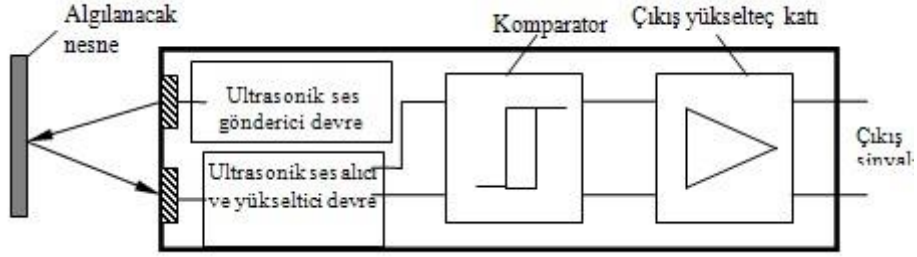 Algılanacak
nesne
Komparator
Çıkış yükselteç katı
Ultrasonik ses
gönderici devre
Ultrasonik ses alıcı
ve yükseltici devre
Çıkış